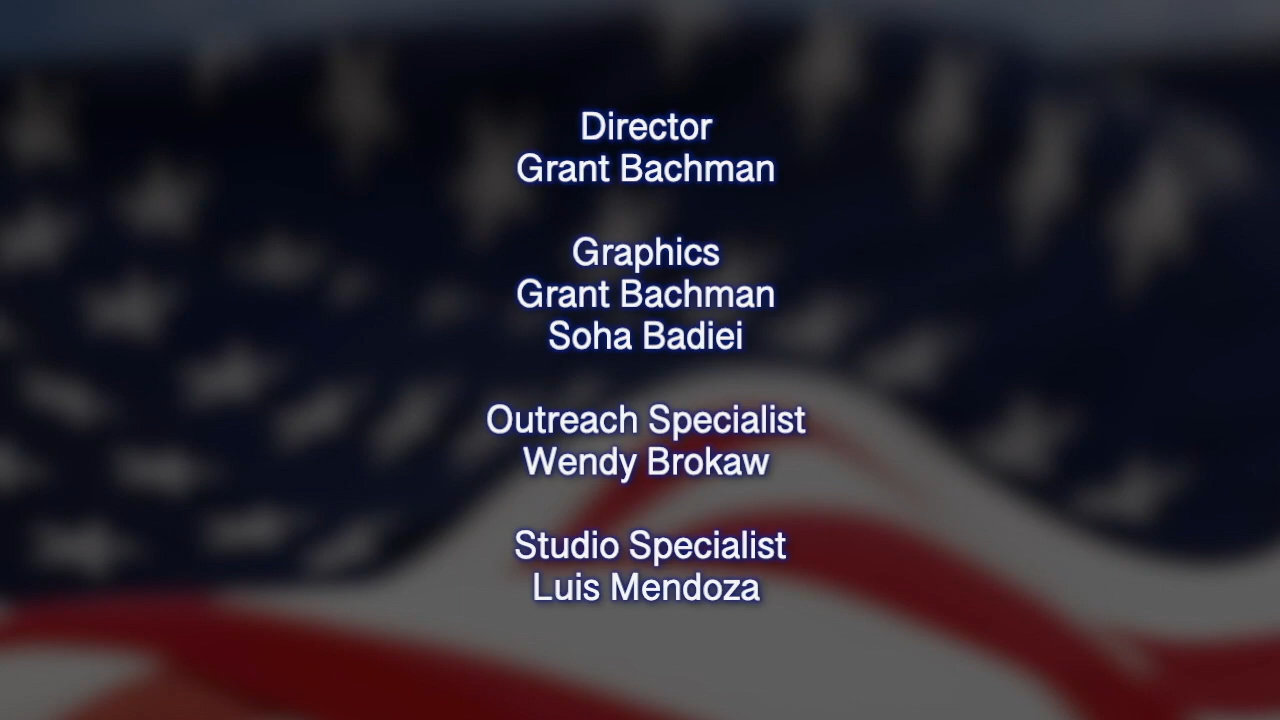 Director
Grant Bachman
Graphics
Grant Bachman
Soha Badiei
Outreach Specialist
Wendy Brokaw
Studio Specialist
Luis Mendoza